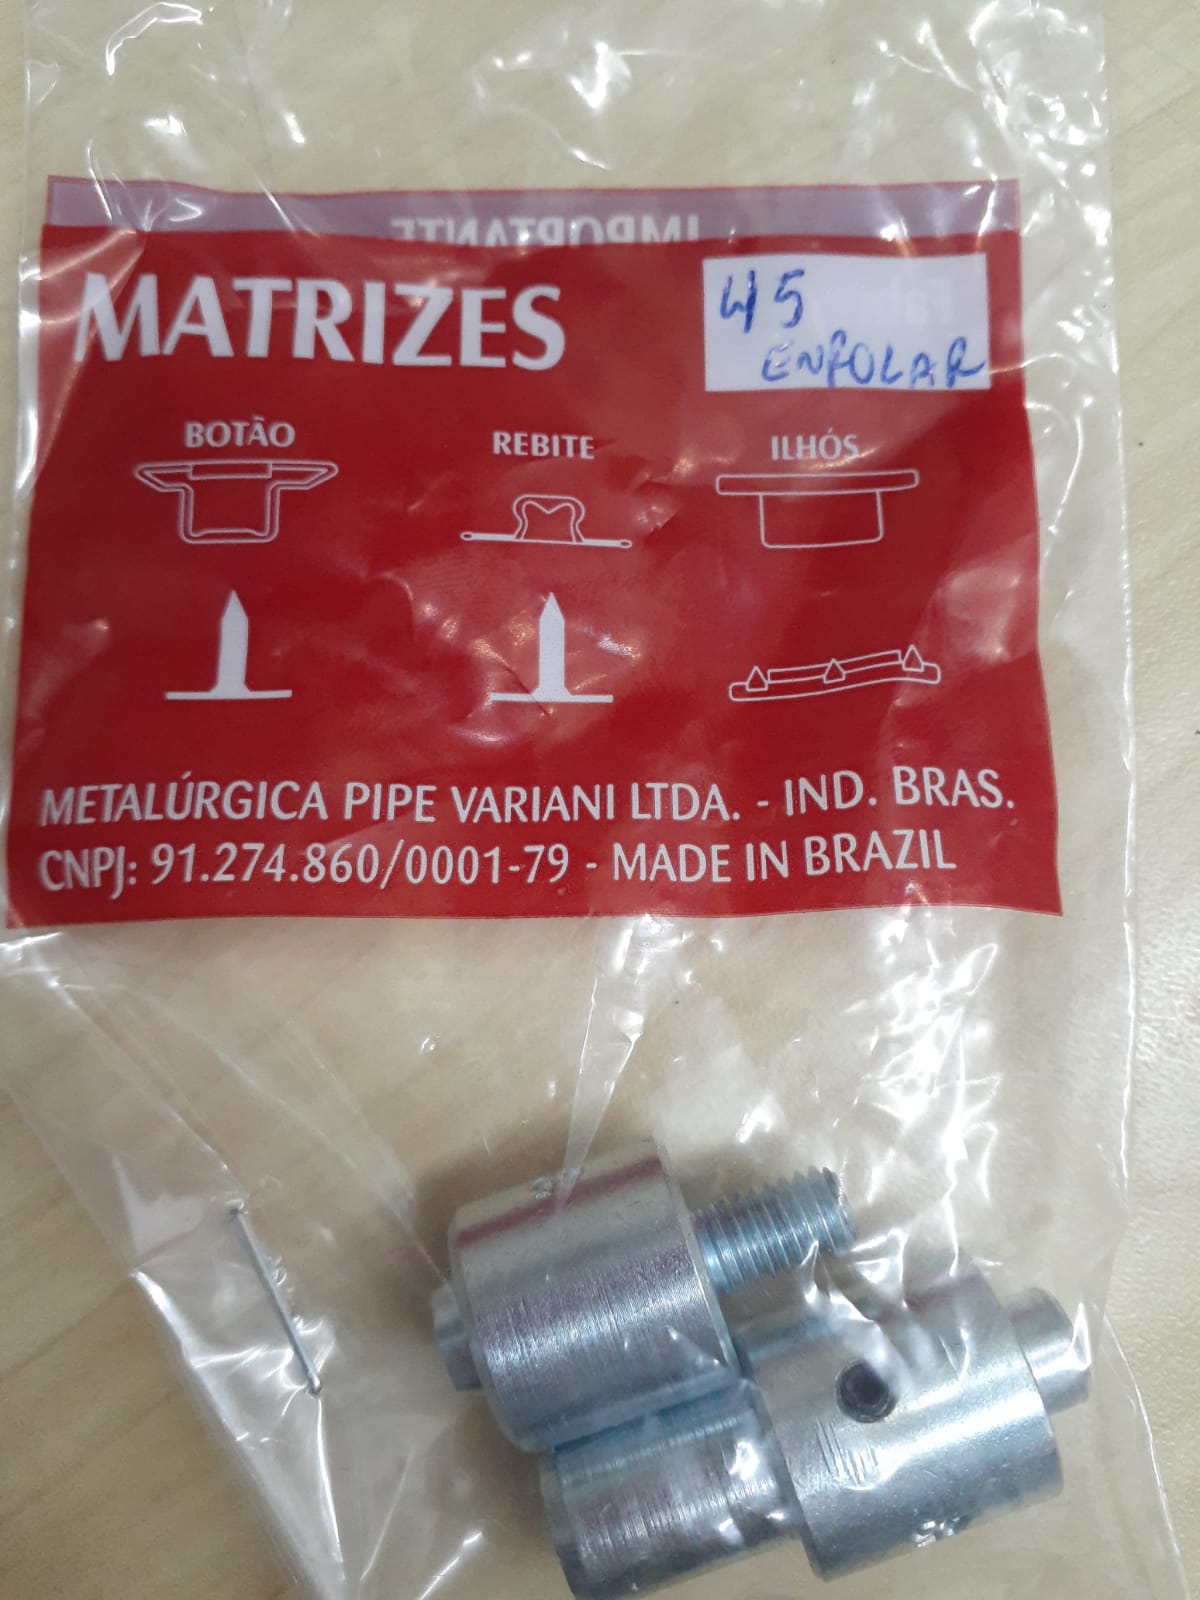 IMPORTANTE
MATRIZES
45
ENFOLAR
BOTÃO
REBITE
ILHÓS
METALÚRGICA PIPE VARIANI LTDA. - IND. BRAS.
CNPJ: 91.274.860/0001-79 - MADE IN BRAZIL